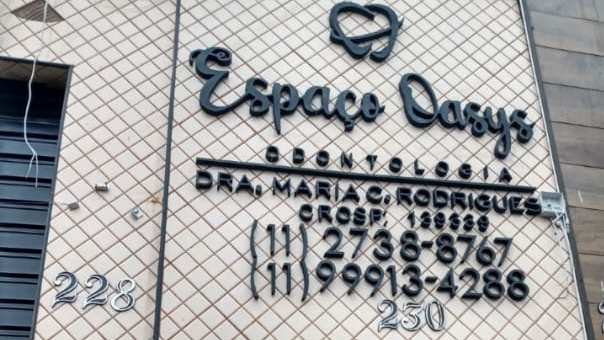 Espaço Oasys
ODONTOLOGIA
DRA. MARIA C. RODRIGUES
CROSP. 139339
(11) 2738-8767
(11) 99913-4288
228
230